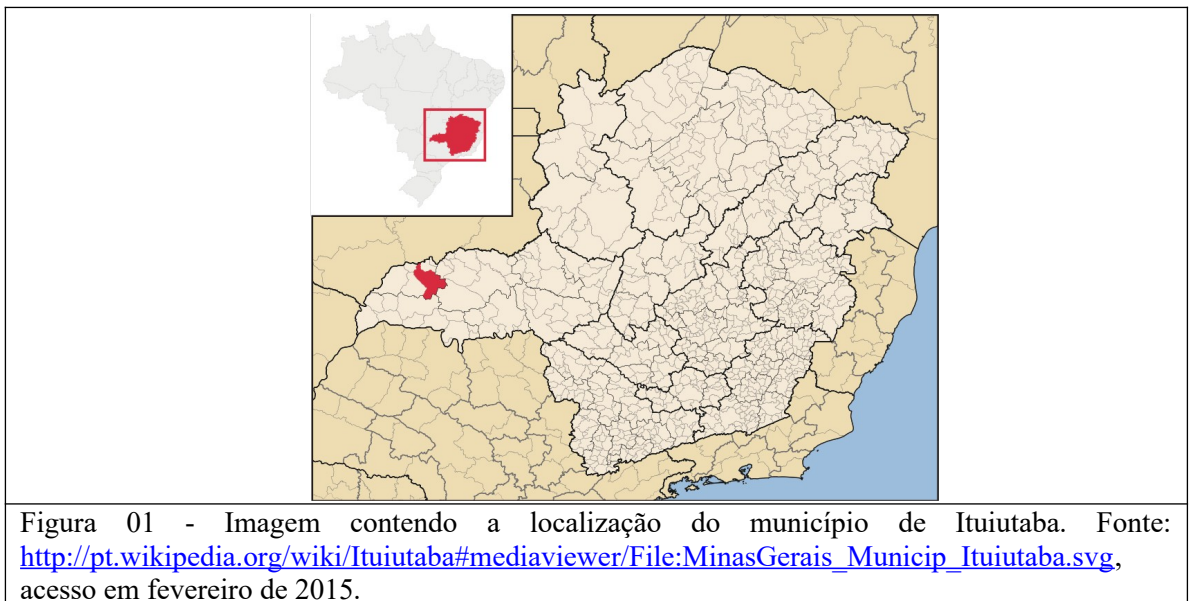 Figura 01 - Imagem contendo a localização do município de Ituiutaba. Fonte:
http://pt.wikipedia.org/wiki/Ituiutaba#mediaviewer/File:MinasGerais_Municip_Ituiutaba.svg,
acesso em fevereiro de 2015.